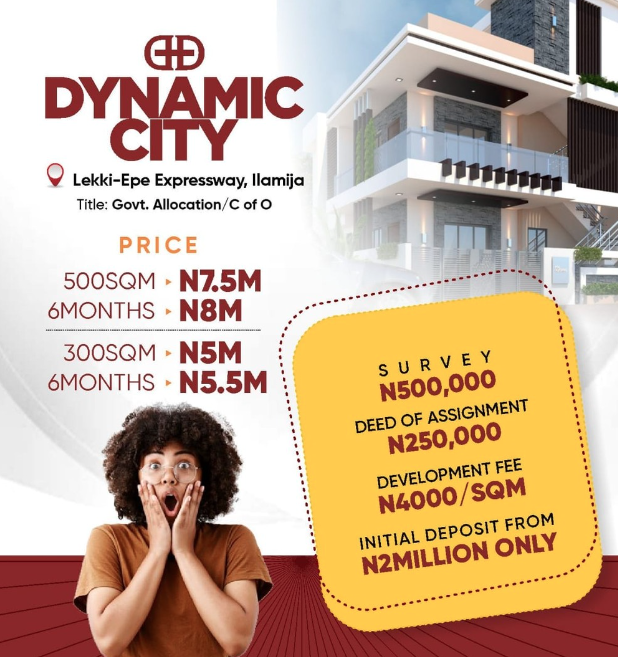 DYNAMIC
CITY
Lekki-Epe Expressway, Ilamija
Title: Govt. Allocation/C of O
PRICE
500SQM ▸ N7.5M
6MONTHS ▸ N8M
300SQM ▸ N5M
6MONTHS ▸ N5.5M
SURVEY
N500,000
DEED OF ASSIGNMENT
N250,000
DEVELOPMENT FEE
N4000/SQM
INITIAL DEPOSIT FROM
N2MILLION ONLY